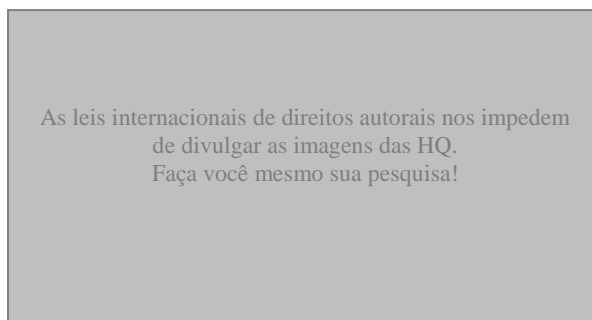 As leis internacionais de direitos autorais nos impedem
de divulgar as imagens das HQ.
Faça você mesmo sua pesquisa!